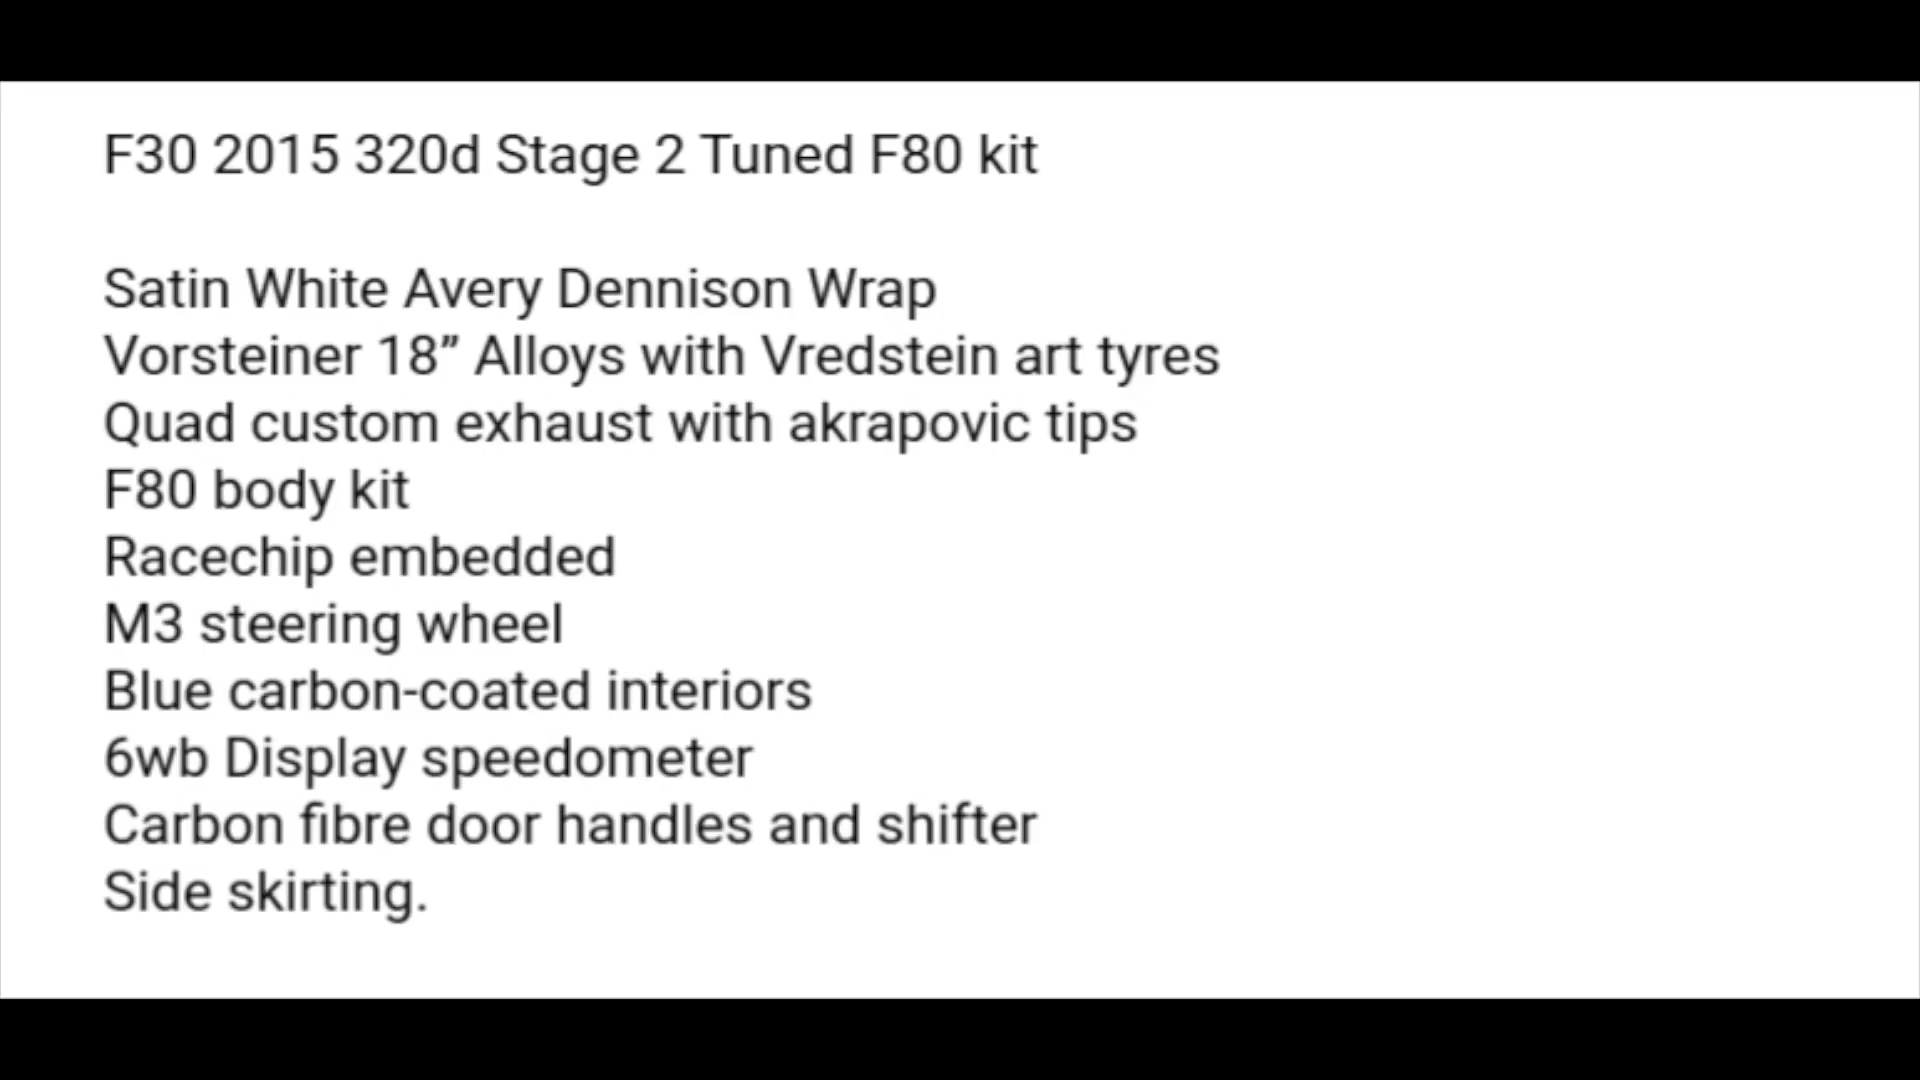 F30 2015 320d Stage 2 Tuned F80 kit
Satin White Avery Dennison Wrap
Vorsteiner 18” Alloys with Vredstein art tyres
Quad custom exhaust with akrapovic tips
F80 body kit
Racechip embedded
M3 steering wheel
Blue carbon-coated interiors
6wb Display speedometer
Carbon fibre door handles and shifter
Side skirting.